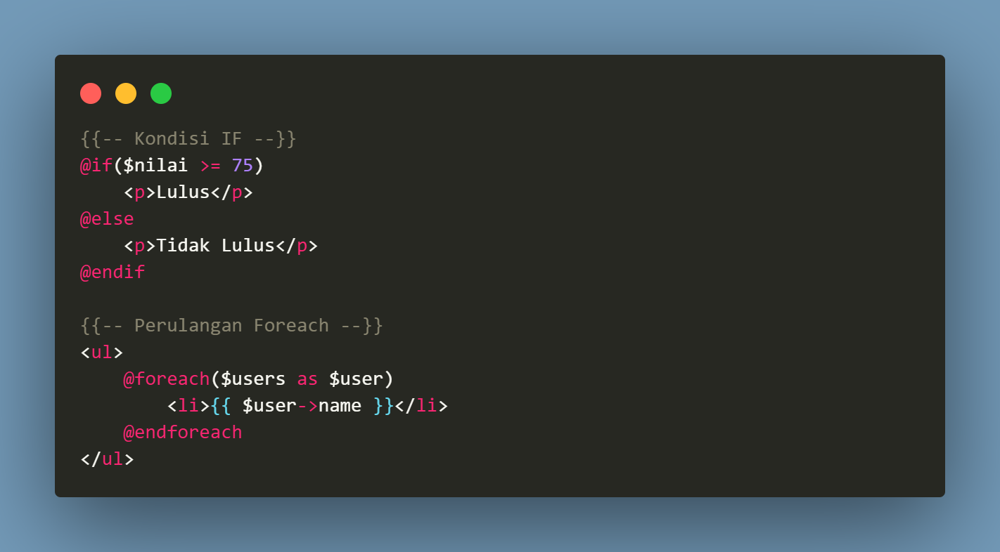 {{-- Kondisi IF --}}
@if($nilai >= 75)
    <p>Lulus</p>
@else
    <p>Tidak Lulus</p>
@endif

{{-- Perulangan Foreach --}}
<ul>
    @foreach($users as $user)
        <li>{{ $user->name }}</li>
    @endforeach
</ul>